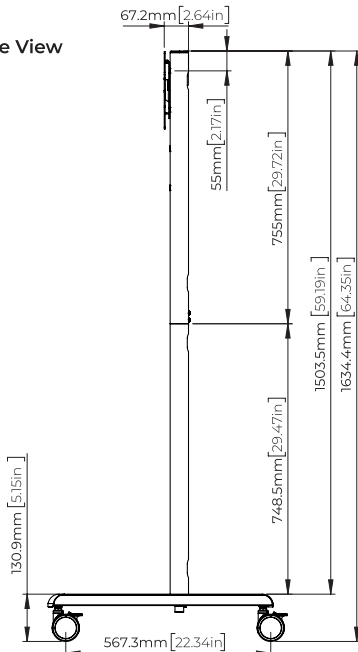 67.2mm[2.64in]
e View
55mm[2.17in]
755mm[29.72in]
1503.5mm [59.19in]
1634.4mm [64.35in]
748.5mm[29.47in]
130.9mm [5.15in]
567.3mm [22.34in]